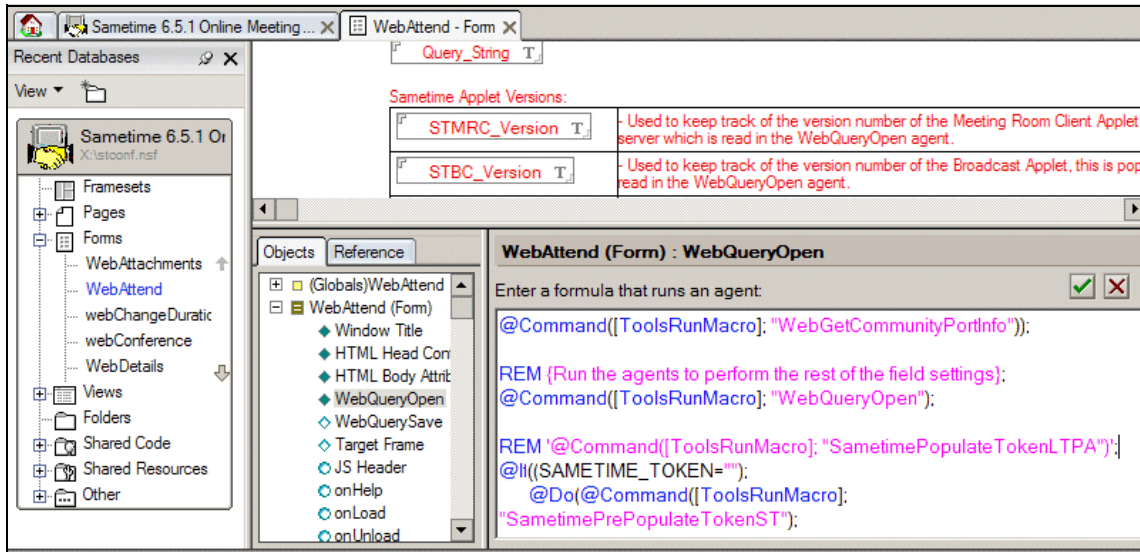 Sametime 6.5.1 Online Meeting...
WebAttend - Form
Recent Databases
View
Sametime 6.5.1 Or
X:\stconf.nsf
Framesets
Pages
Forms
WebAttachments
WebAttend
webChangeDuratic
webConference
WebDetails
Views
Folders
Shared Code
Shared Resources
Other
Query_String T
Sametime Applet Versions:
STMRC_Version T
- Used to keep track of the version number of the Meeting Room Client Applet
server which is read in the WebQueryOpen agent.
STBC_Version T
- Used to keep track of the version number of the Broadcast Applet, this is pop
read in the WebQueryOpen agent.
Objects
Reference
(Globals)WebAttend
WebAttend (Form)
Window Title
HTML Head Con
HTML Body Attrib
WebQueryOpen
WebQuerySave
Target Frame
JS Header
onHelp
onLoad
onUnload
WebAttend (Form) : WebQueryOpen
Enter a formula that runs an agent:
@Command([ToolsRunMacro]; "WebGetCommunityPortInfo"));
REM {Run the agents to perform the rest of the field settings};
@Command([ToolsRunMacro]; "WebQueryOpen");
REM '@Command([ToolsRunMacro]; "SametimePopulateTokenLTPA")';
@If((SAMETIME_TOKEN="");
@Do(@Command([ToolsRunMacro];
"SametimePrePopulateTokenST");